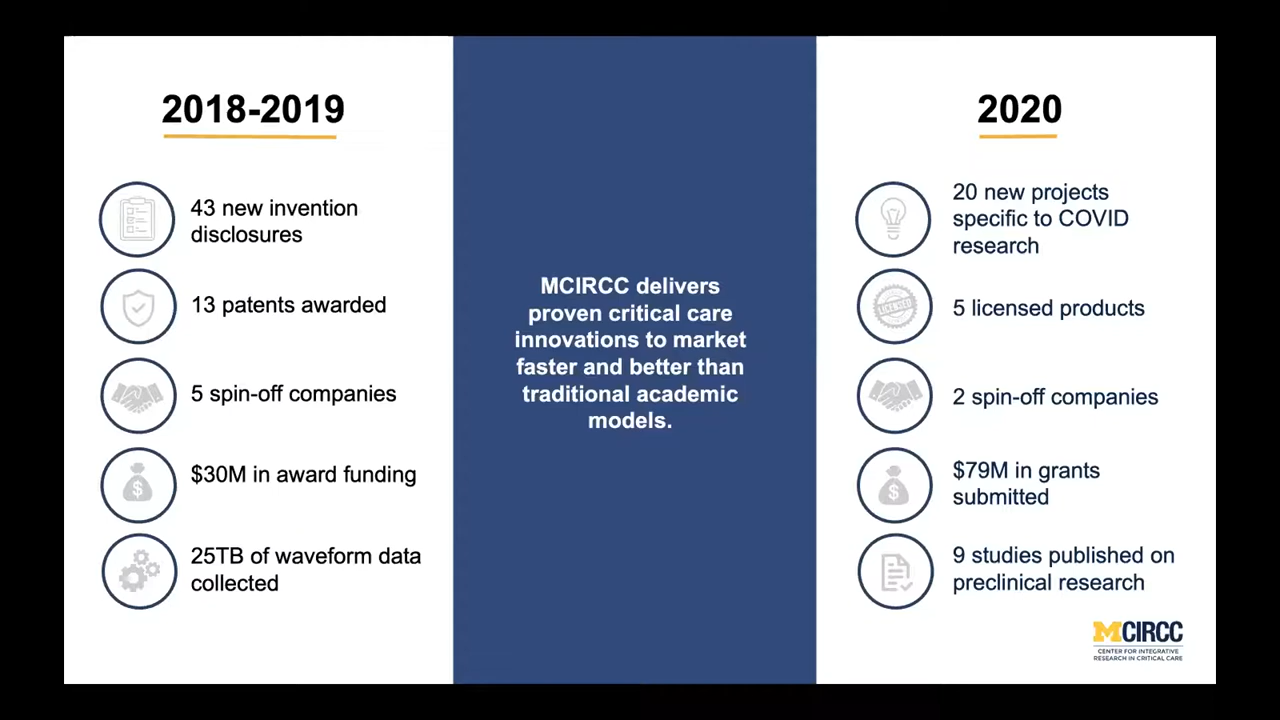 2018-2019
43 new invention
disclosures
13 patents awarded
5 spin-off companies
$30M in award funding
25TB of waveform data
collected
MCIRCC delivers
proven critical care
innovations to market
faster and better than
traditional academic
models.
2020
20 new projects
specific to COVID
research
LICENSED
5 licensed products
2 spin-off companies
$79M in grants
submitted
9 studies published on
preclinical research
MCIRCC
CENTER FOR INTEGRATIVE
RESEARCH IN CRITICAL CARE